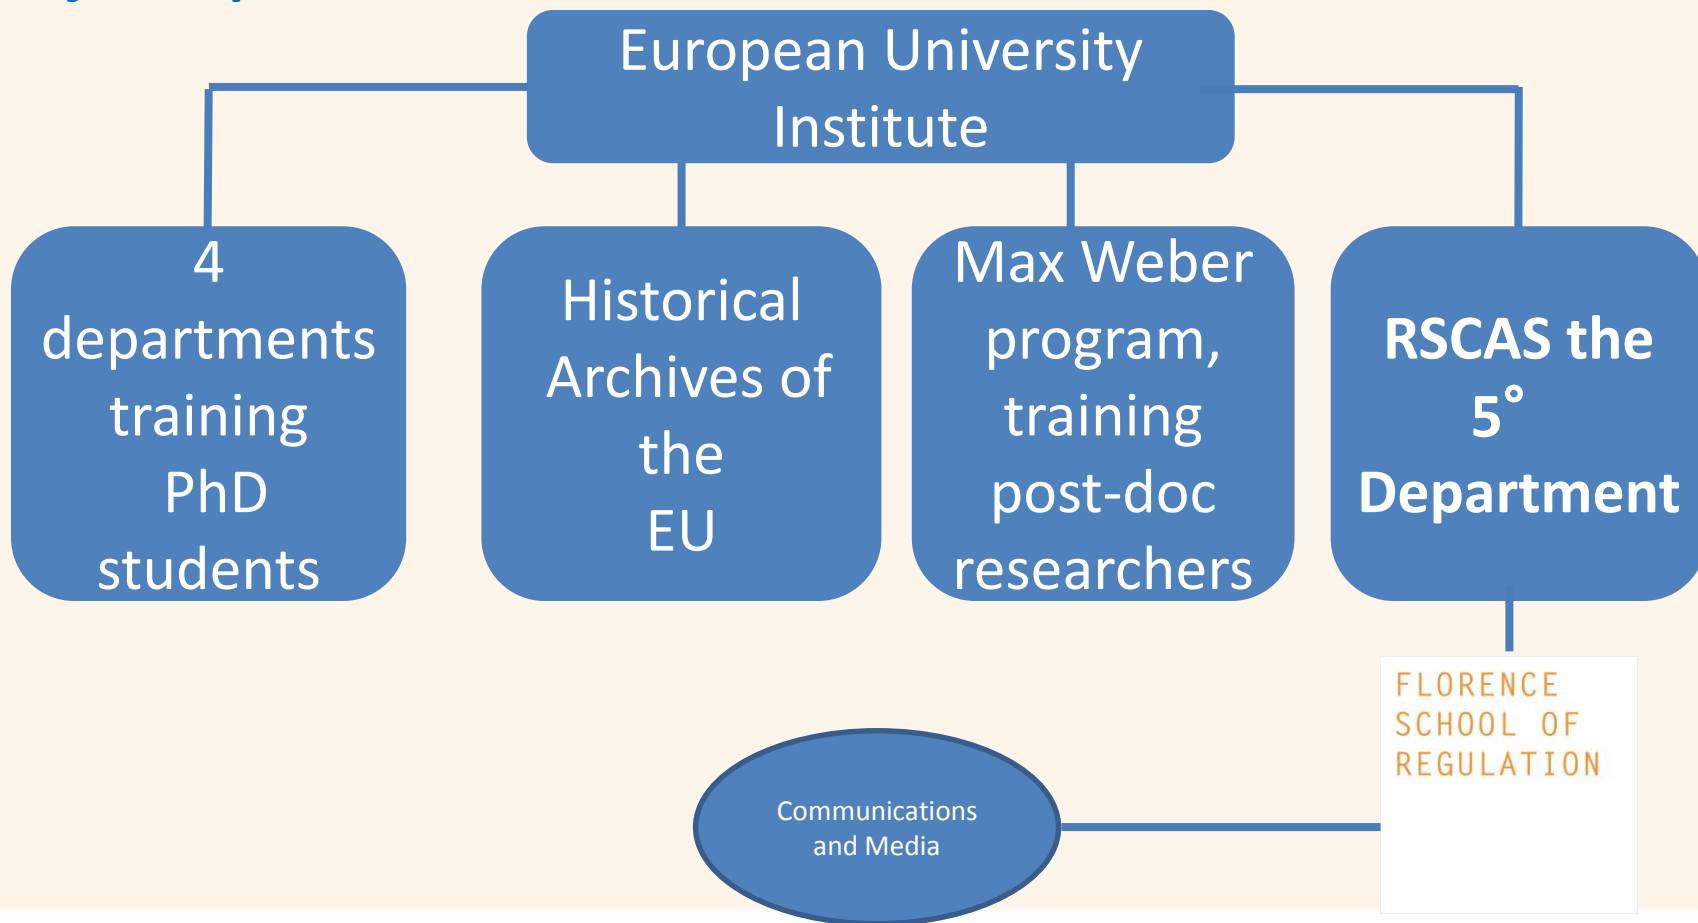 European University
Institute
4
departments
training
PhD
students
Historical
Archives of
the
EU
Max Weber
program,
training
post-doc
researchers
RSCAS the
5°
Department
FLORENCE
SCHOOL OF
REGULATION
Communications
and Media